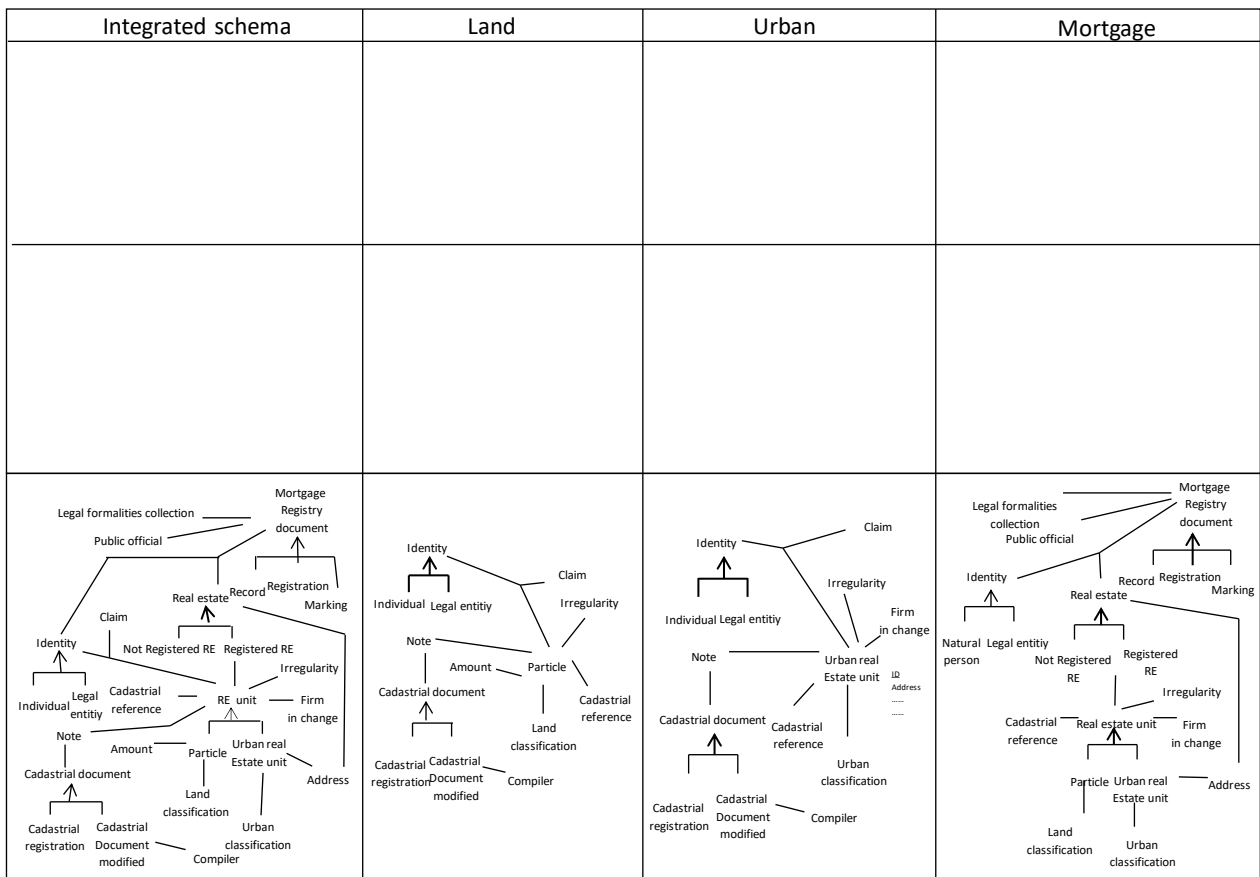 Integrated schema
Land
Urban
Mortgage
Mortgage
Registry
document
Legal formalities collection
Public official
Real estate
Record
Registration
Marking
Claim
Identity
Not Registered RE
Registered RE
Irregularity
Individual
Legal
entitiy
Cadastrial
reference
RE unit
Firm
in change
Note
Amount
Particle
Urban real
Estate unit
Address
Cadastrial document
Land
classification
Cadastrial
registration
Cadastrial
Document
modified
Urban
classification
Compiler
Identity
Claim
Individual
Legal entitiy
Irregularity
Note
Amount
Particle
Cadastrial document
Cadastrial
reference
Land
classification
Cadastrial
registration
Cadastrial
Document
modified
Compiler
Claim
Identity
Irregularity
Individual
Legal entitiy
Firm
in change
Note
Urban real
Estate unit
ID
Address
......
......
Cadastrial document
Cadastrial
reference
Urban
classification
Cadastrial
registration
Cadastrial
Document
modified
Compiler
Mortgage
Registry
document
Legal formalities
collection
Public official
Identity
Real estate
Record
Registration
Marking
Natural
person
Legal entitiy
Not Registered
RE
Registered
RE
Irregularity
Cadastrial
reference
Real estate unit
Firm
in change
Particle
Urban real
Estate unit
Address
Land
classification
Urban
classification